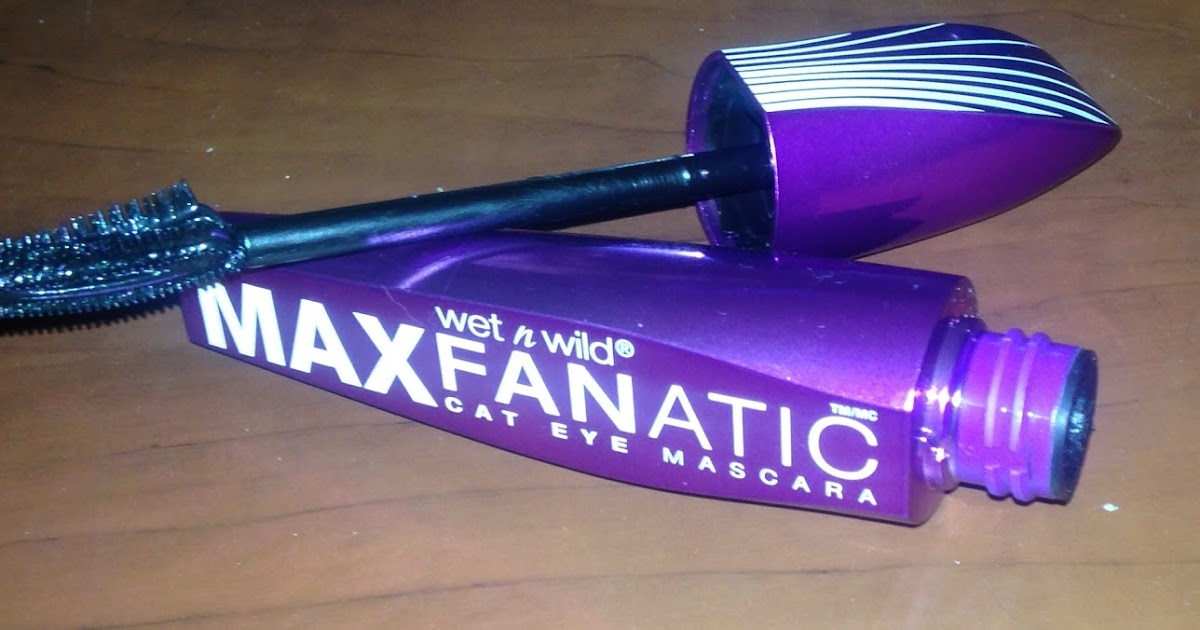 wet n wild®
MAXFANATIC TM/MC
CAT EYE MASCARA